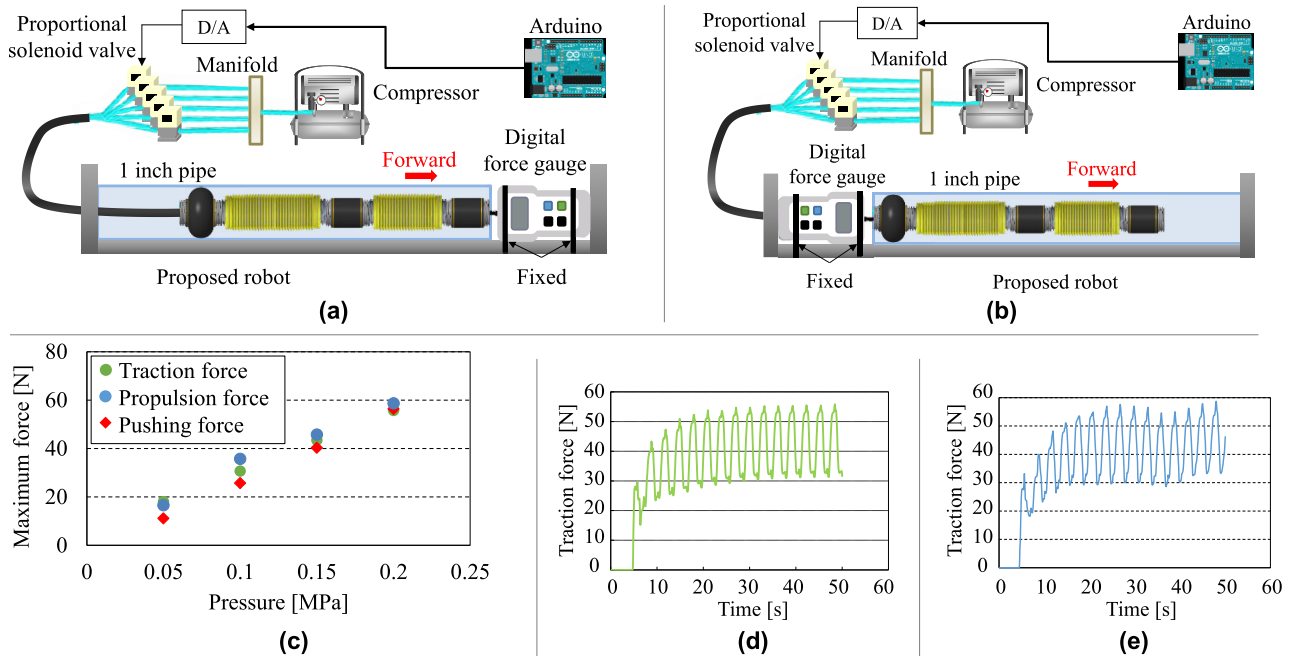 Proportional
solenoid valve
D/A
Arduino
Manifold
Compressor
Digital
force gauge
Forward
1 inch pipe
Fixed
Proposed robot
(a)
Proportional
solenoid valve
D/A
Arduino
Manifold
Compressor
Digital
force gauge
1 inch pipe
Forward
Fixed
Proposed robot
(b)
Maximum force [N]
80
60
40
20
0
Traction force
Propulsion force
Pushing force
0 0.05 0.1 0.15 0.2 0.25
Pressure [MPa]
(c)
Traction force [N]
60
50
40
30
20
10
0
0 10 20 30 40 50 60
Time [s]
(d)
Traction force [N]
60
50
40
30
20
10
0
0 10 20 30 40 50 60
Time [s]
(e)